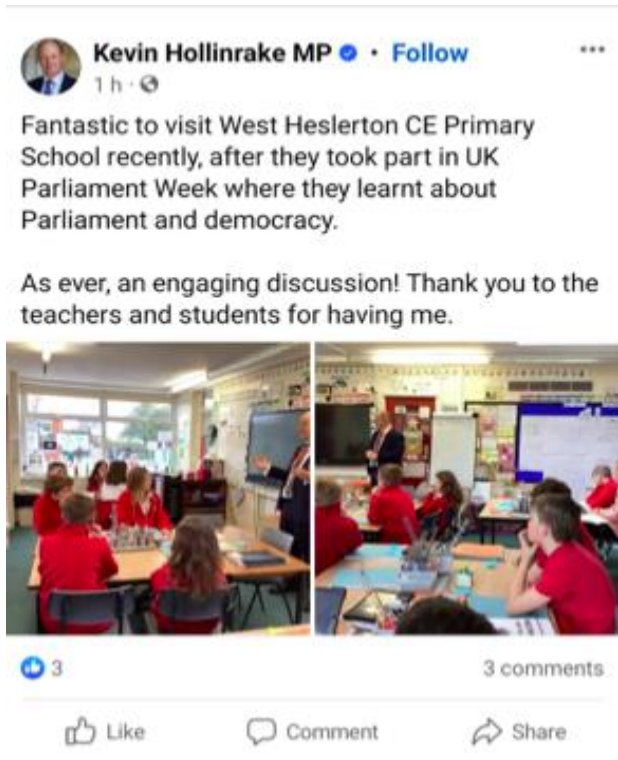 Kevin Hollinrake MP • Follow
1 h
Fantastic to visit West Heslerton CE Primary
School recently, after they took part in UK
Parliament Week where they learnt about
Parliament and democracy.
As ever, an engaging discussion! Thank you to the
teachers and students for having me.
3
3 comments
Like
Comment
Share